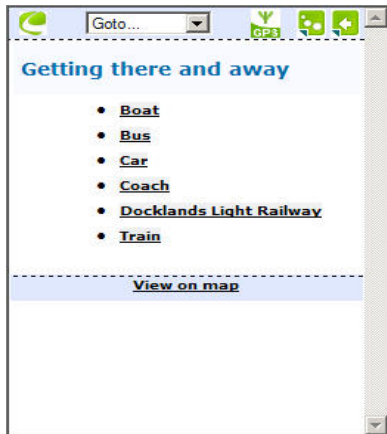 Goto...
GPS
Getting there and away
Boat
Bus
Car
Coach
Docklands Light Railway
Train
View on map